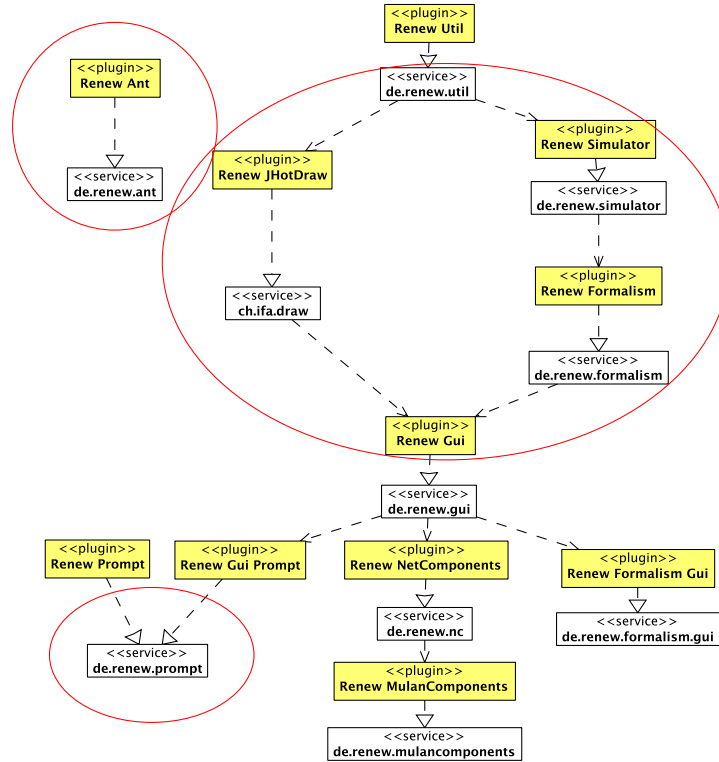 <<plugin>>
Renew Util
<<plugin>>
Renew Ant
<<service>>
de.renew.util
<<plugin>>
Renew Simulator
<<plugin>>
Renew JHotDraw
<<service>>
de.renew.ant
<<service>>
de.renew.simulator
<<plugin>>
Renew Formalism
<<service>>
ch.ifa.draw
<<service>>
de.renew.formalism
<<plugin>>
Renew Gui
<<service>>
de.renew.gui
<<plugin>>
Renew Prompt
<<plugin>>
Renew Gui Prompt
<<plugin>>
Renew NetComponents
<<plugin>>
Renew Formalism Gui
<<service>>
de.renew.nc
<<service>>
de.renew.formalism.gui
<<service>>
de.renew.prompt
<<plugin>>
Renew MulanComponents
<<service>>
de.renew.mulancomponents